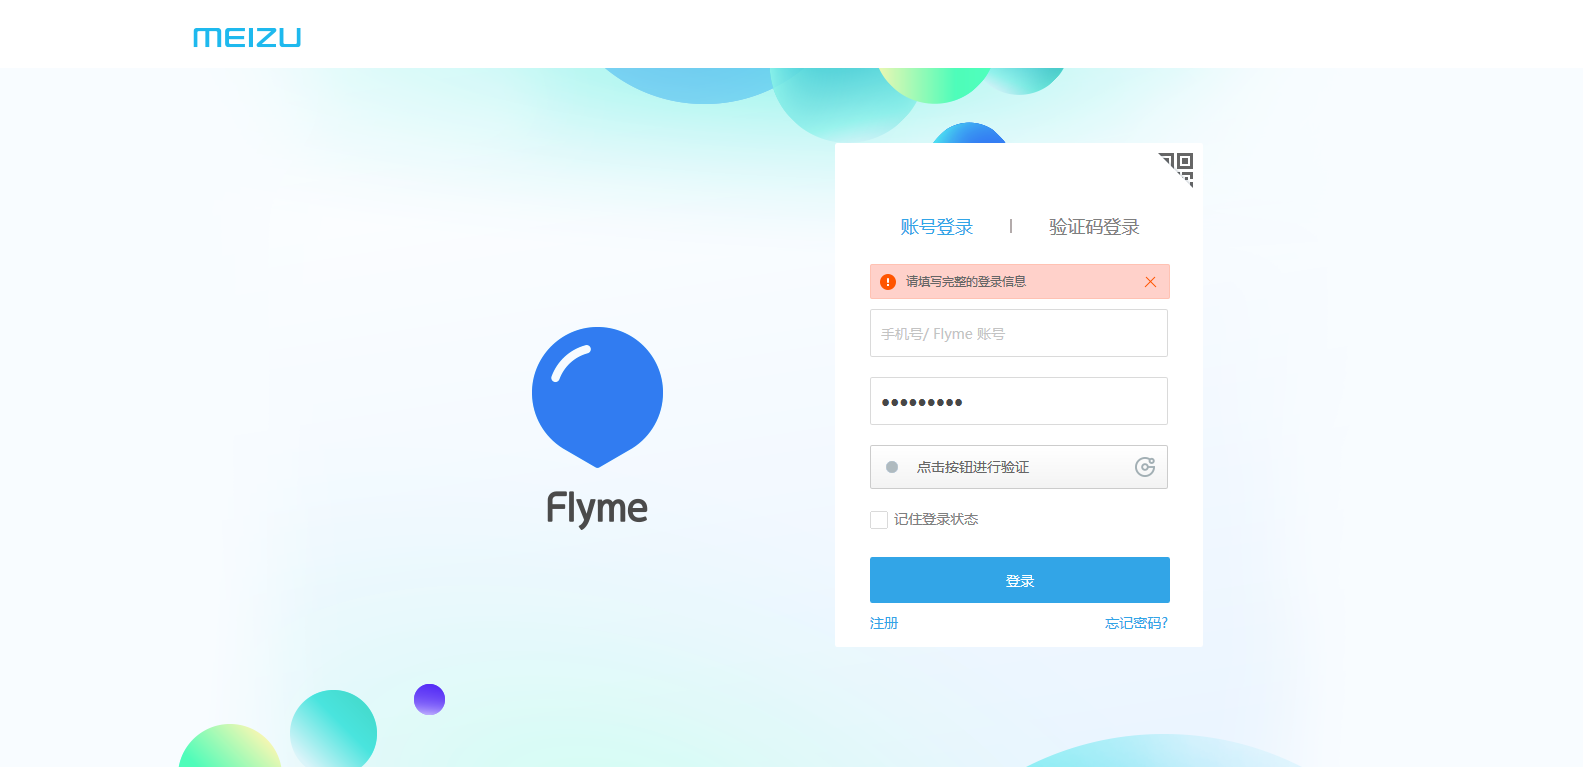 MEIZU
账号登录 | 验证码登录
请填写完整的登录信息
手机号/ Flyme 账号
•••••••••
点击按钮进行验证
记住登录状态
登录
注册 忘记密码?
Flyme